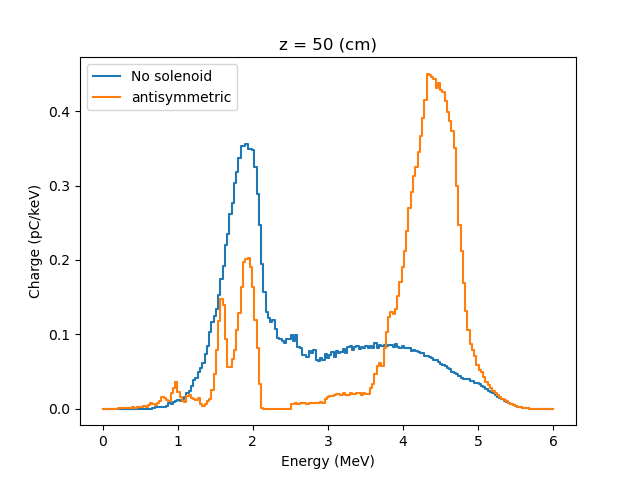 z = 50 (cm)
No solenoid
antisymmetric
Charge (pC/keV)
0.4
0.3
0.2
0.1
0.0
0 1 2 3 4 5 6
Energy (MeV)